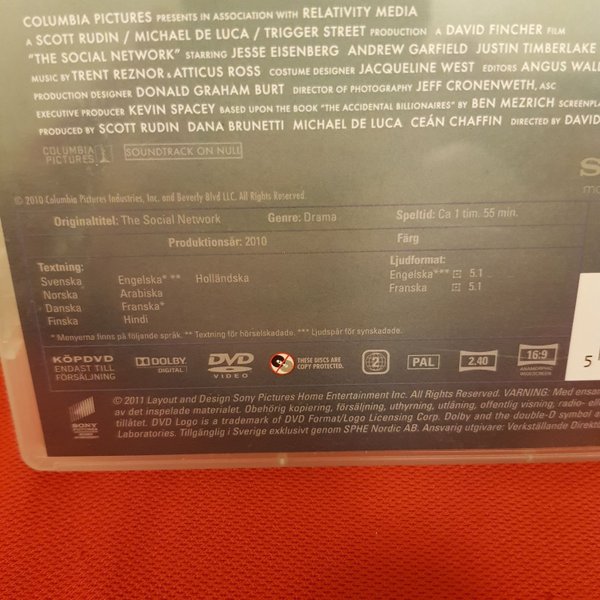 COLUMBIA PICTURES PRESENTS IN ASSOCIATION WITH RELATIVITY MEDIA
A SCOTT RUDIN / MICHAEL DE LUCA / TRIGGER STREET PRODUCTION A DAVID FINCHER FILM
"THE SOCIAL NETWORK" STARRING JESSE EISENBERG ANDREW GARFIELD JUSTIN TIMBERLAKE
MUSIC BY TRENT REZNOR & ATTICUS ROSS COSTUME DESIGNER JACQUELINE WEST EDITORS ANGUS WALL
PRODUCTION DESIGNER DONALD GRAHAM BURT DIRECTOR OF PHOTOGRAPHY JEFF CRONENWETH, ASC
EXECUTIVE PRODUCER KEVIN SPACEY BASED UPON THE BOOK "THE ACCIDENTAL BILLIONAIRES" BY BEN MEZRICH SCREENPLA
PRODUCED BY SCOTT RUDIN DANA BRUNETTI MICHAEL DE LUCA CEÁN CHAFFIN DIRECTED BY DAVID
COLUMBIA PICTURES SOUNDTRACK ON NULL
© 2010 Columbia Pictures Industries, Inc. and Beverly Blvd LLC. All Rights Reserved.
Originaltitel: The Social Network Genre: Drama Speltid: Ca 1 tim. 55 min.
Produktionsår: 2010 Färg
Textning: Ljudformat:
Svenska Engelska* ** Holländska Engelska*** 5.1
Norska Arabiska Franska 5.1
Danska Franska*
Finska Hindi
*Menyerna finns på följande språk. ** Textning för hörselskadade. *** Ljudspår för synskadade.
KÖPDVD
ENDAST TILL
FÖRSÄLJNING
DOLBY DIGITAL
DVD VIDEO
THESE DISCS ARE COPY PROTECTED.
2
PAL
2.40
16:9
ANAMORPHIC WIDESCREEN
5
© 2011 Layout and Design Sony Pictures Home Entertainment Inc. All Rights Reserved. VARNING: Med ensam
av det inspelade materialet. Obehörig kopiering, försäljning, uthyrning, utlåning, offentlig visning, radio- elle
tillåtet. DVD Logo is a trademark of DVD Format/Logo Licensing Corp. Dolby and the double-D symbol a
Laboratories. Tillgänglig i Sverige exklusivt genom SPHE Nordic AB. Ansvarig utgivare: Verkställande Direkt
SONY PICTURES